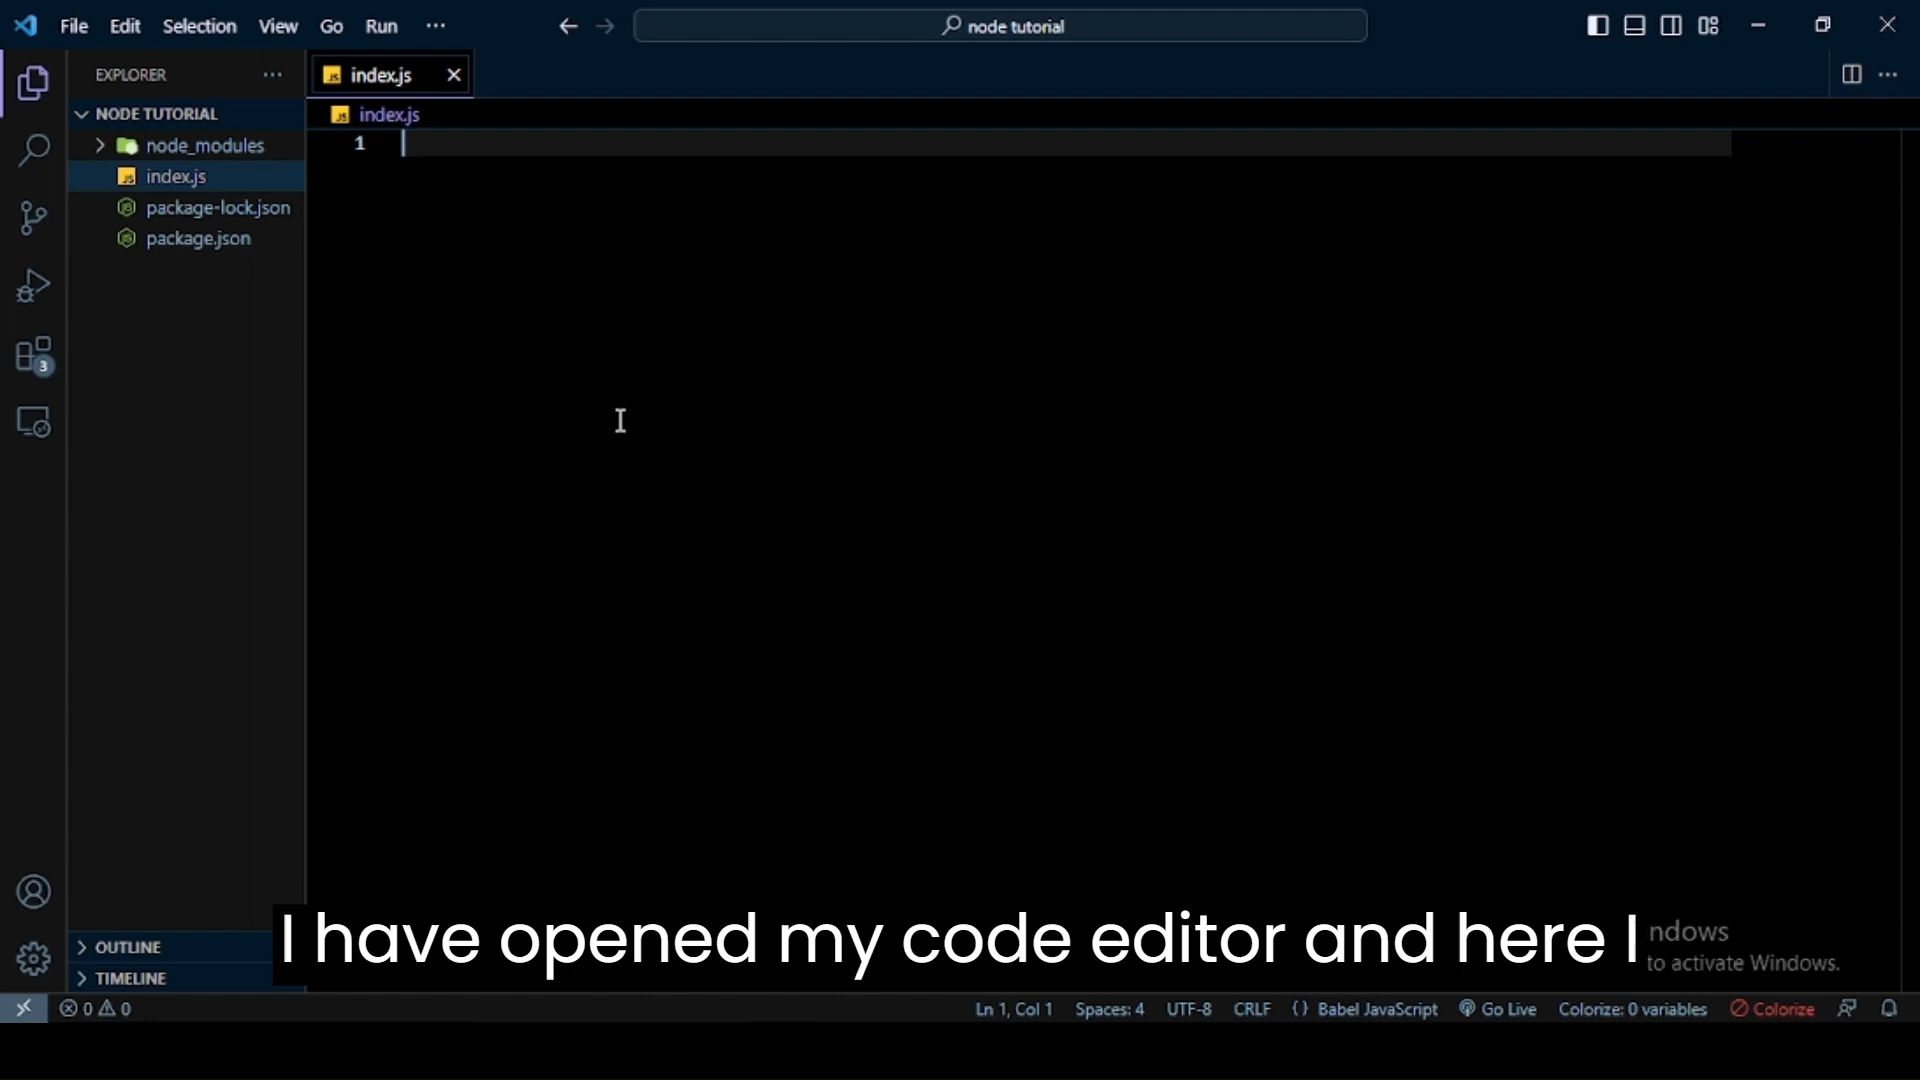 File Edit Selection View Go Run ···
node tutorial
EXPLORER ···
index.js
NODE TUTORIAL
index.js
1
node_modules
index.js
package-lock.json
package.json
3
I have opened my code editor and here I
ndows
to activate Windows.
OUTLINE
TIMELINE
0 0
Ln 1, Col 1 Spaces: 4 UTF-8 CRLF {} Babel JavaScript Go Live Colorize: 0 variables Colorize